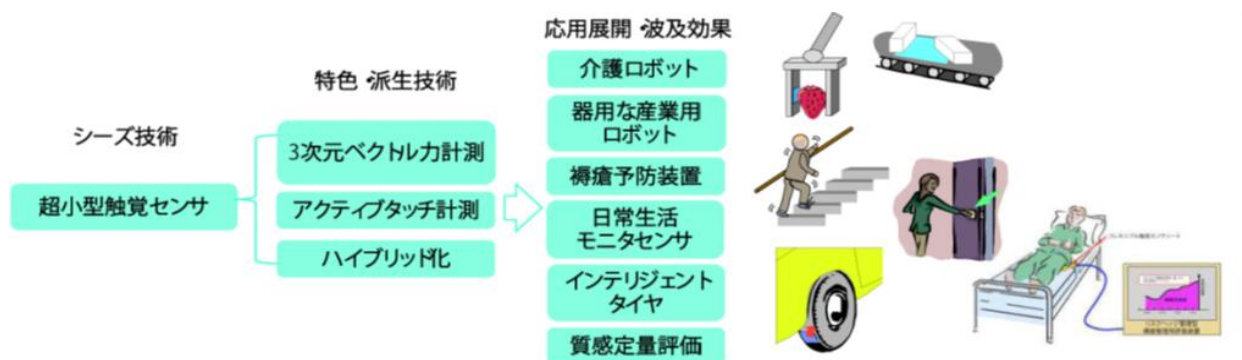 シーズ技術
超小型触覚センサ
特色・派生技術
3次元ベクトル力計測
アクティブタッチ計測
ハイブリッド化
応用展開・波及効果
介護ロボット
器用な産業用
ロボット
褥瘡予防装置
日常生活
モニタセンサ
インテリジェント
タイヤ
質感定量評価